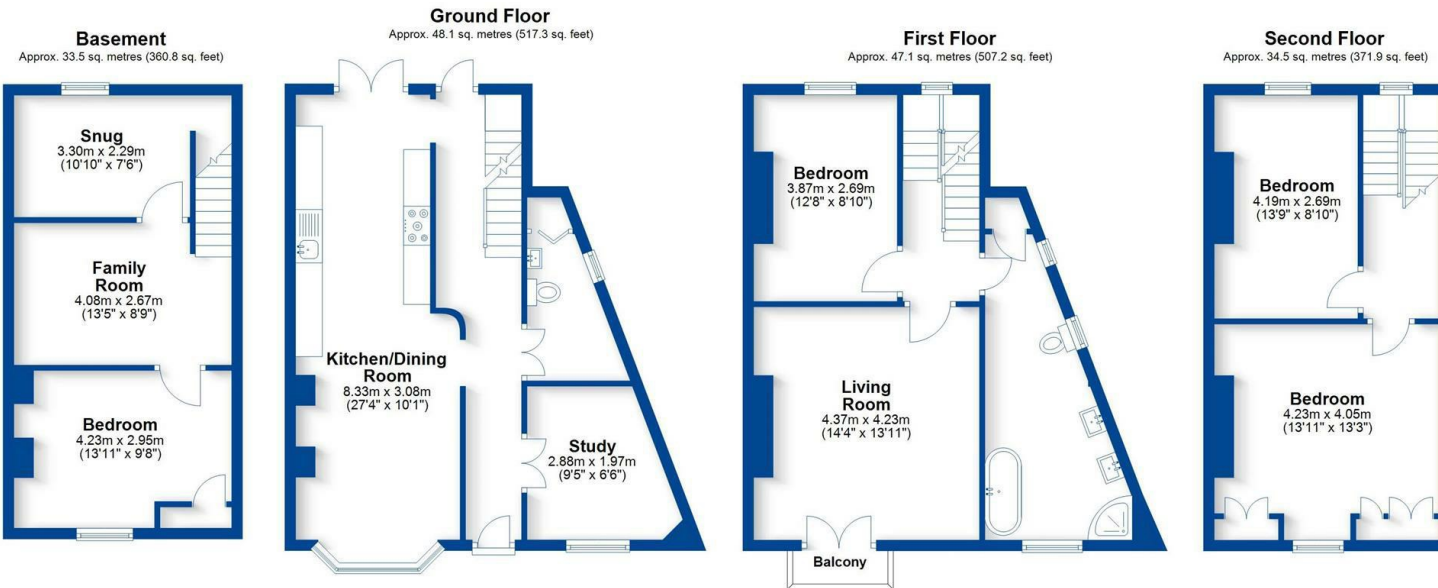 Basement
Approx. 33.5 sq. metres (360.8 sq. feet)
Snug
3.30m x 2.29m
(10'10" x 7'6")
Family
Room
4.08m x 2.67m
(13'5" x 8'9")
Bedroom
4.23m x 2.95m
(13'11" x 9'8")
Ground Floor
Approx. 48.1 sq. metres (517.3 sq. feet)
Kitchen/Dining
Room
8.33m x 3.08m
(27'4" x 10'1")
Study
2.88m x 1.97m
(9'5" x 6'6")
First Floor
Approx. 47.1 sq. metres (507.2 sq. feet)
Bedroom
3.87m x 2.69m
(12'8" x 8'10")
Living
Room
4.37m x 4.23m
(14'4" x 13'11")
Balcony
Second Floor
Approx. 34.5 sq. metres (371.9 sq. feet)
Bedroom
4.19m x 2.69m
(13'9" x 8'10")
Bedroom
4.23m x 4.05m
(13'11" x 13'3")